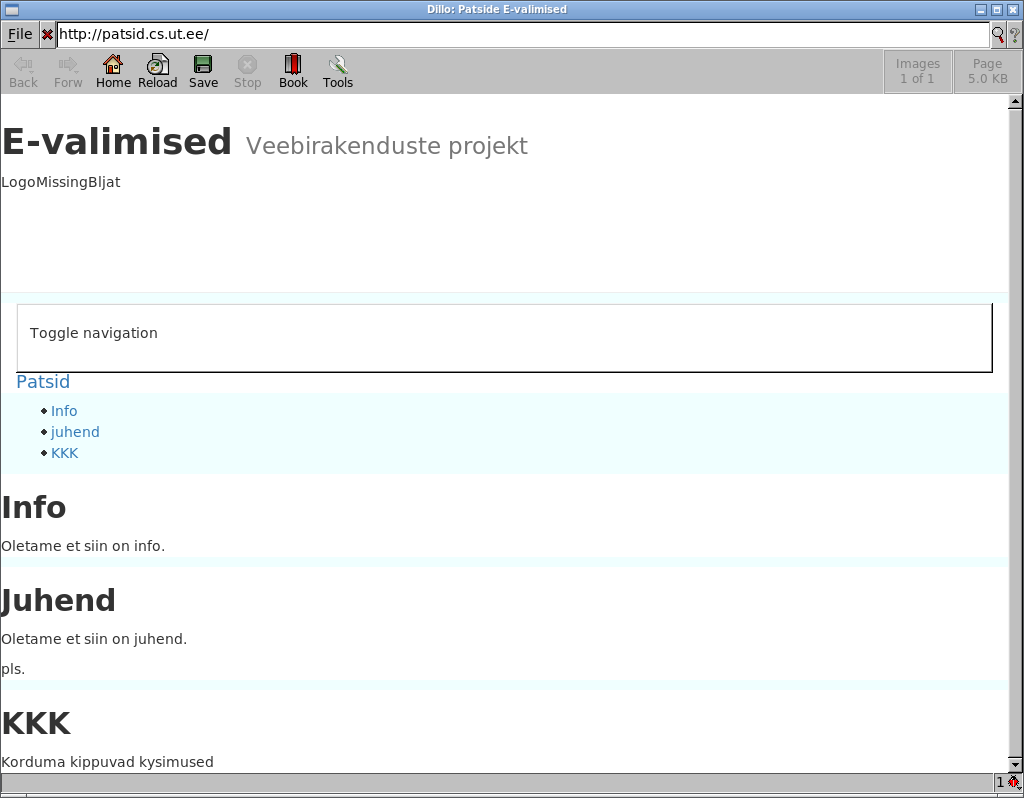 Dillo: Patside E-valimised
File http://patsid.cs.ut.ee/
Back Forw Home Reload Save Stop Book Tools
Images
1 of 1
Page
5.0 KB
E-valimised Veebirakenduste projekt
LogoMissingBljat
Toggle navigation
Patsid
Info
juhend
KKK
Info
Oletame et siin on info.
Juhend
Oletame et siin on juhend.
pls.
KKK
Korduma kippuvad kysimused
1